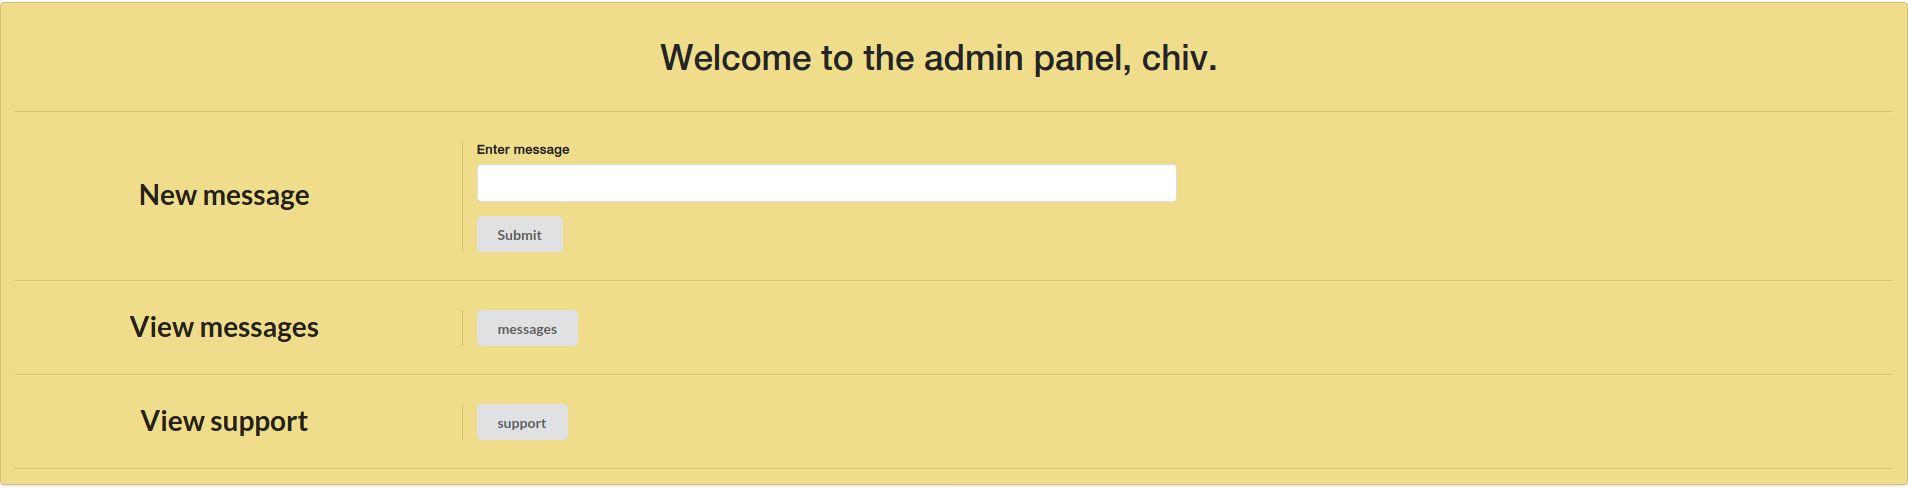 Welcome to the admin panel, chiv.
New message
Enter message
Submit
View messages
messages
View support
support